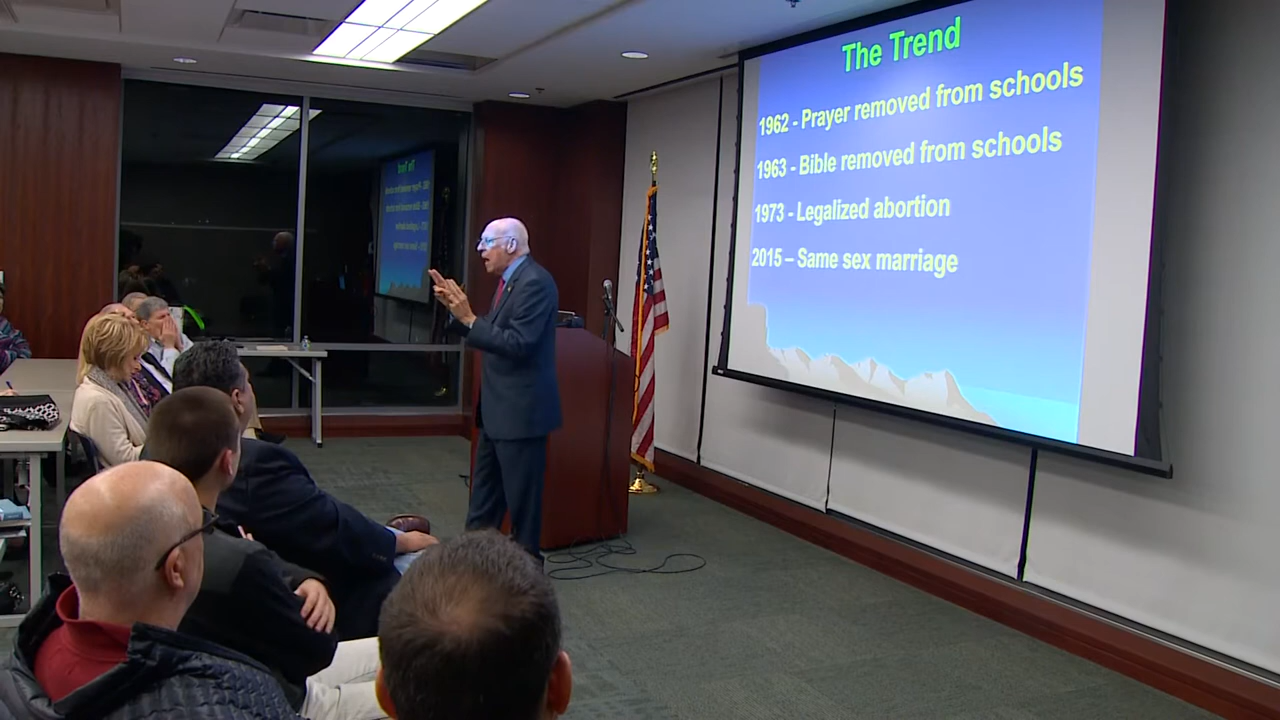 The Trend
1962 - Prayer removed from schools
1963 - Bible removed from schools
1973 - Legalized abortion
2015 – Same sex marriage